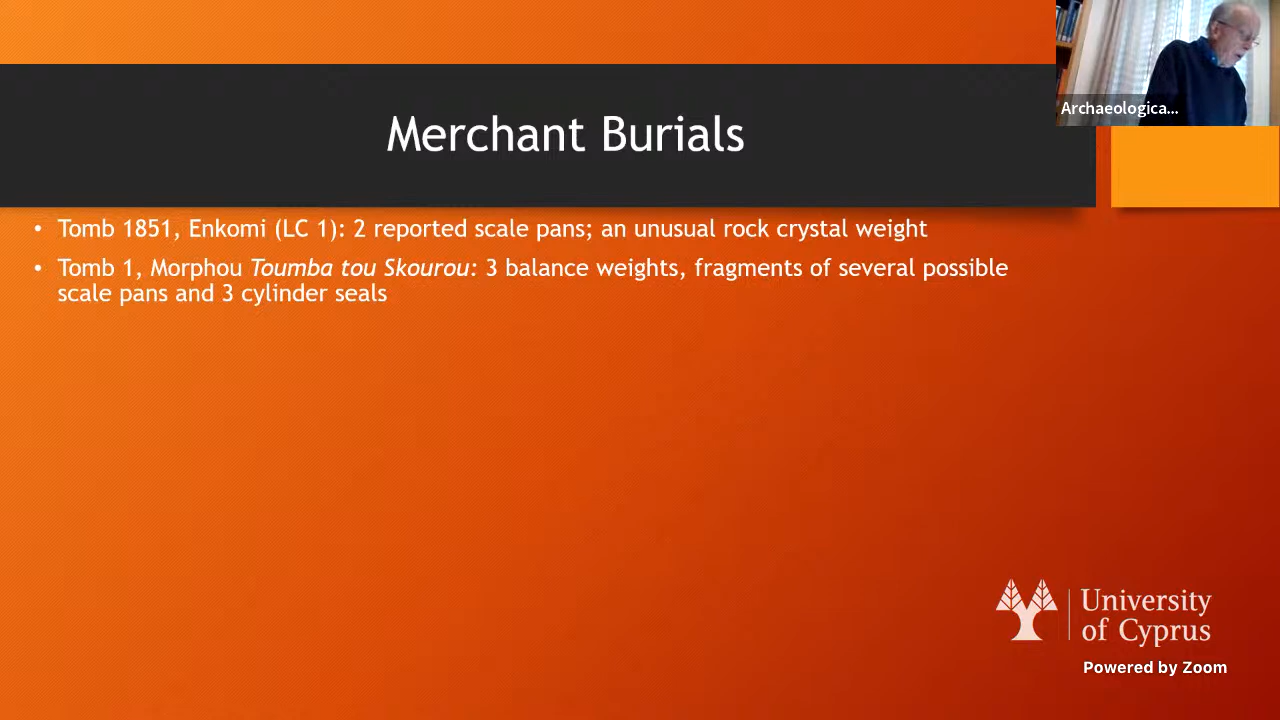 Archaeologica...
Merchant Burials
• Tomb 1851, Enkomi (LC 1): 2 reported scale pans; an unusual rock crystal weight
• Tomb 1, Morphou Toumba tou Skourou: 3 balance weights, fragments of several possible
scale pans and 3 cylinder seals
University
of Cyprus
Powered by Zoom